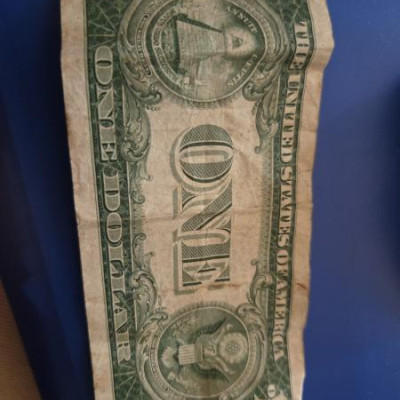 THE UNITED STATES OF AMERICA
ONE
ONE DOLLAR